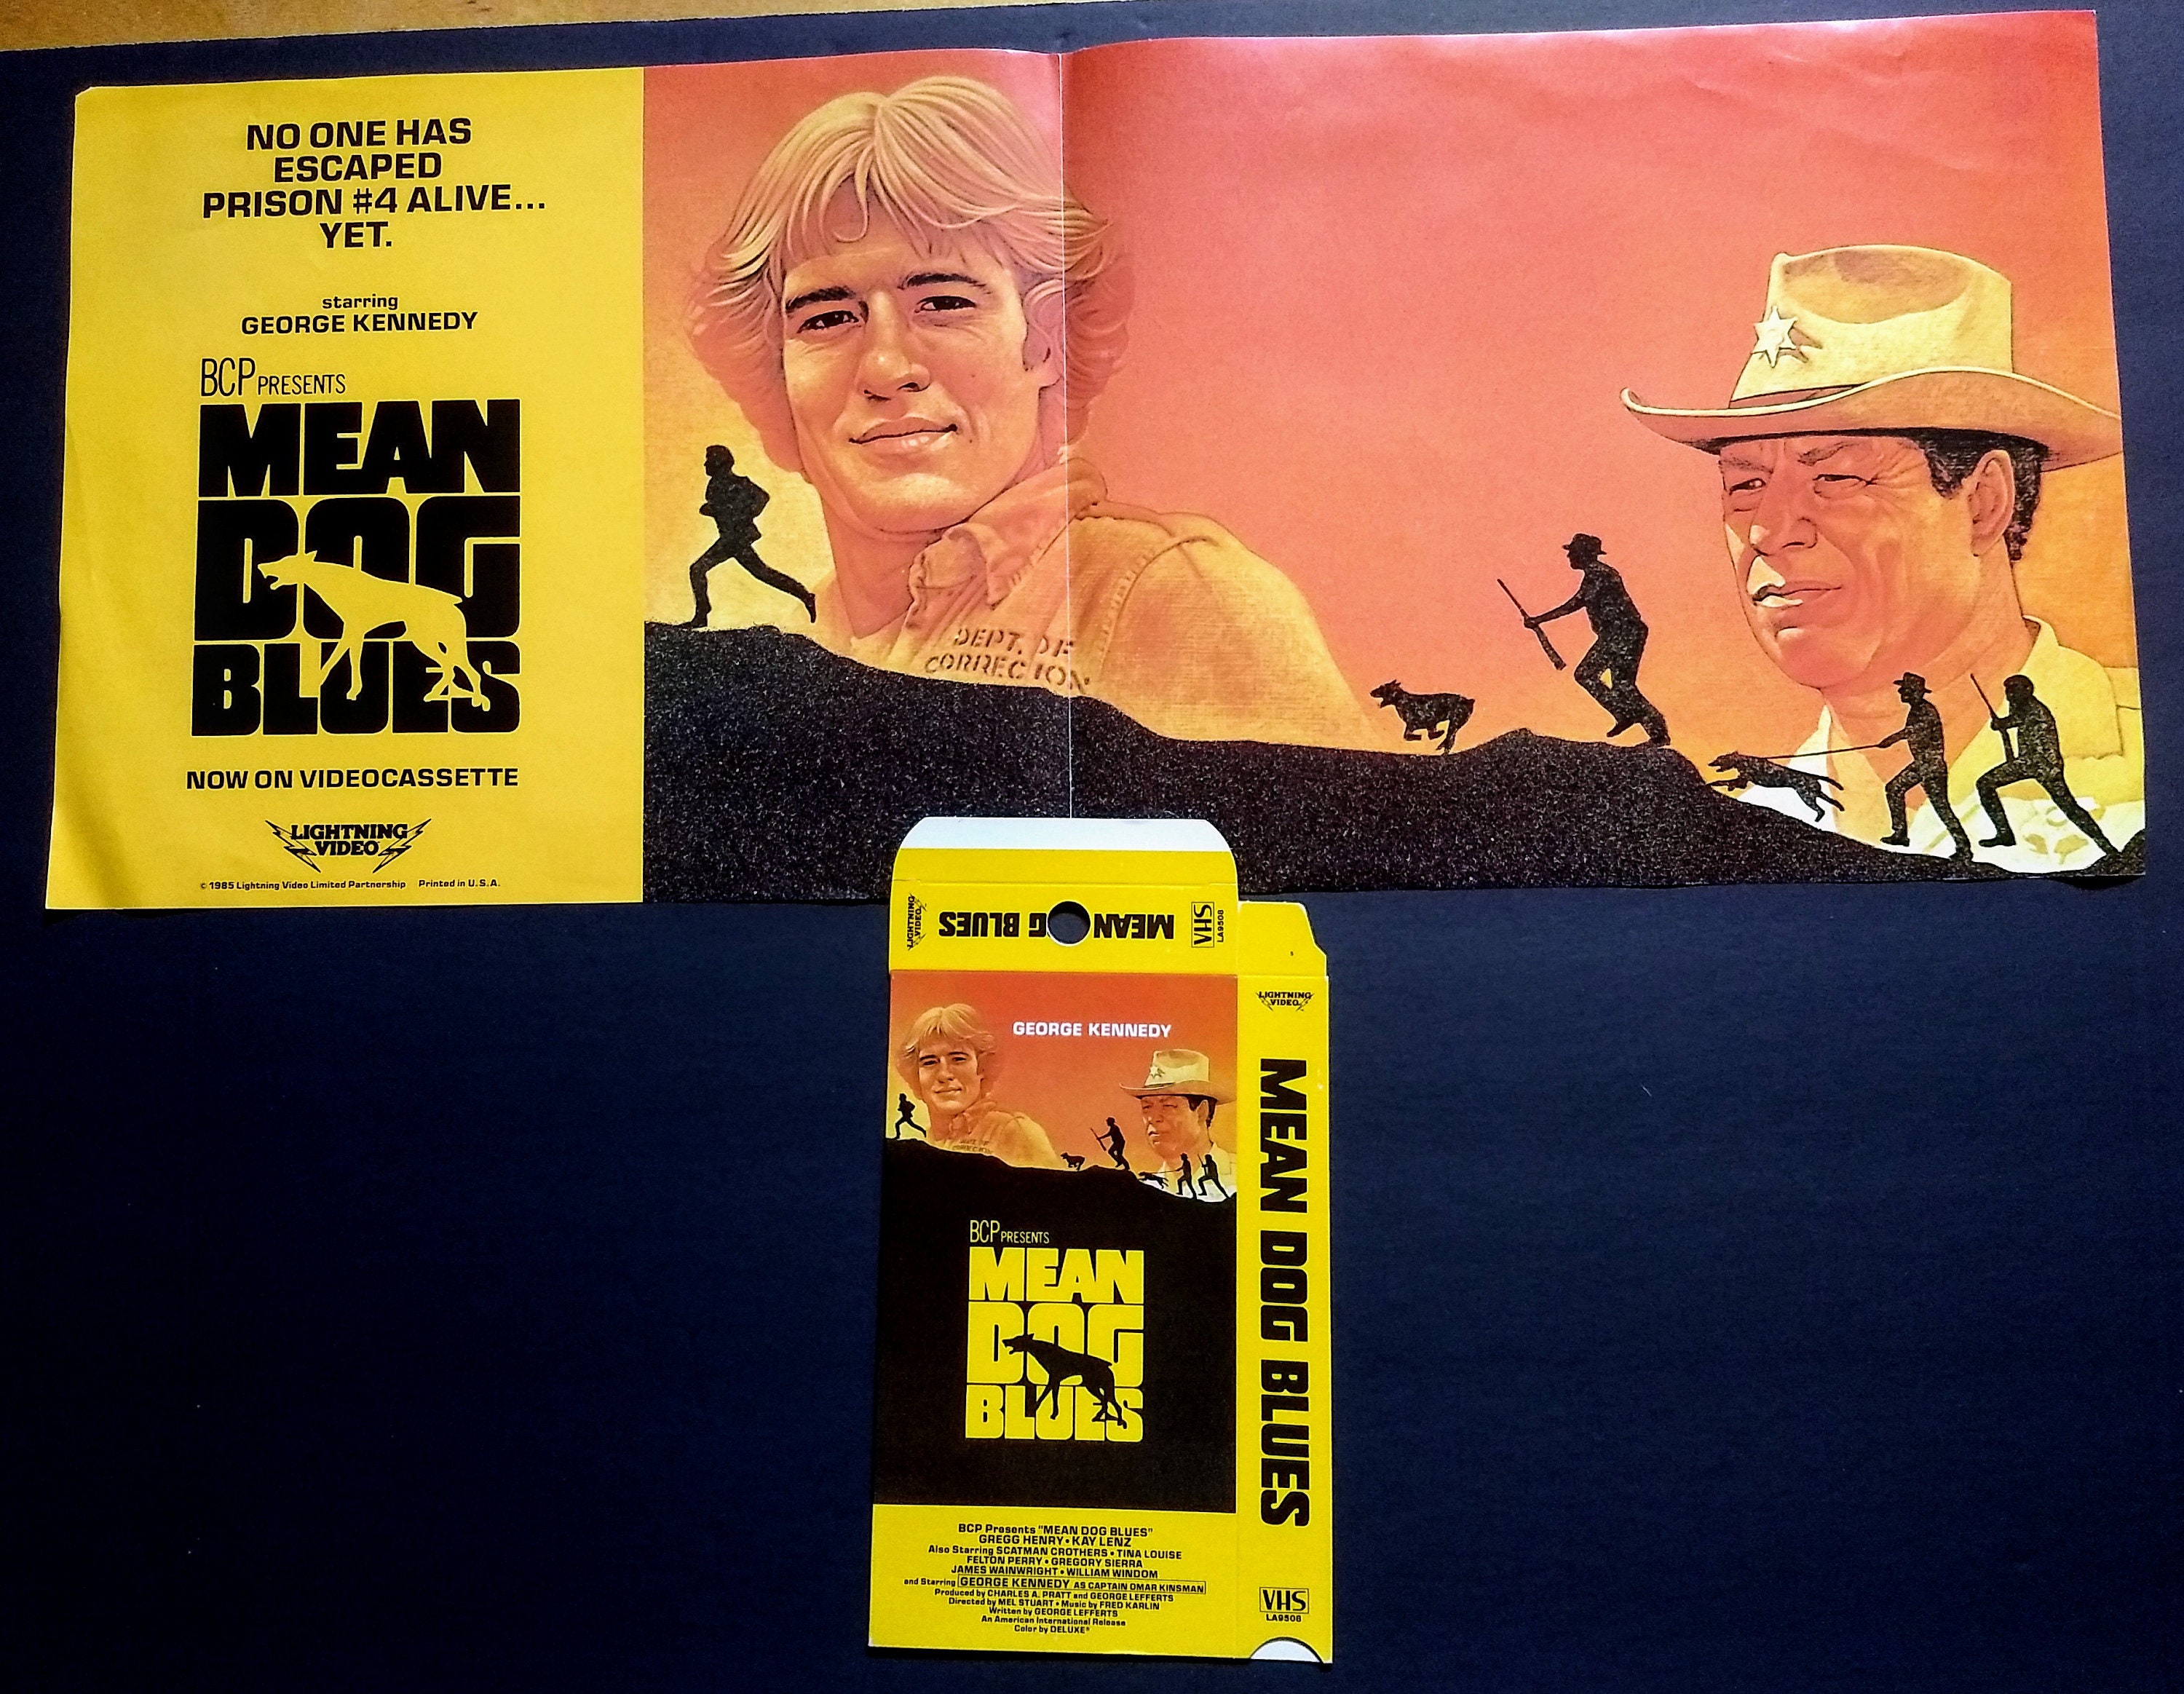 NO ONE HAS
ESCAPED
PRISON #4 ALIVE...
YET.
starring
GEORGE KENNEDY
BCP PRESENTS
MEAN
DOG
BLUES
NOW ON VIDEOCASSETTE
LIGHTNING
VIDEO
© 1985 Lightning Video Limited Partnership Printed in U.S.A.
DEPT. OF
CORREC ION
LIGHTNING
VIDEO
MEAN G BLUES
VHS
LA9508
GEORGE KENNEDY
DEPT. OF
BCP PRESENTS
MEAN
DOG
BLUES
BCP Presents "MEAN DOG BLUES"
GREGG HENRY • KAY LENZ
Also Starring SCATMAN CROTHERS • TINA LOUISE
FELTON PERRY • GREGORY SIERRA
JAMES WAINWRIGHT • WILLIAM WINDOM
and Starring GEORGE KENNEDY AS CAPTAIN OMAR KINSMAN
Produced by CHARLES A. PRATT and GEORGE LEFFERTS
Directed by MEL STUART • Music by FRED KARLIN
Written by GEORGE LEFFERTS
An American International Release
Color by DELUXE®
LIGHTNING
VIDEO
MEAN DOG BLUES
VHS
LA9508